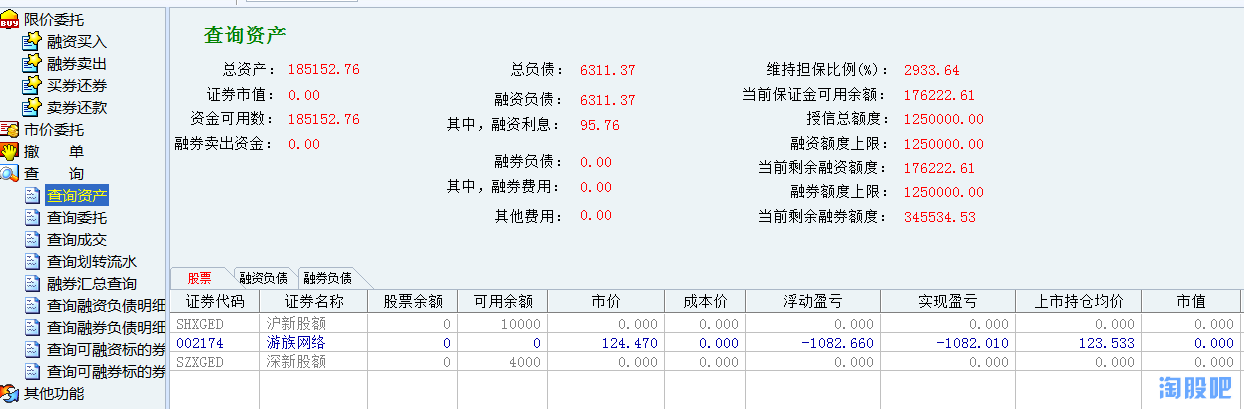 限价委托
融资买入
融券卖出
买券还券
卖券还款
市价委托
撤 单
查 询
查询资产
查询委托
查询成交
查询划转流水
融券汇总查询
查询融资负债明细
查询融券负债明细
查询可融资标的券
查询可融券标的券
其他功能
查询资产
总资产： 185152.76 总负债： 6311.37 维持担保比例(%)： 2933.64
证券市值： 0.00 融资负债： 6311.37 当前保证金可用余额： 176222.61
资金可用数： 185152.76 其中，融资利息： 95.76 授信总额度： 1250000.00
融券卖出资金： 0.00 融资额度上限： 1250000.00
融券负债： 0.00 当前剩余融资额度： 176222.61
其中，融券费用： 0.00 融券额度上限： 1250000.00
其他费用： 0.00 当前剩余融券额度： 345534.53
股票 融资负债 融券负债
证券代码 证券名称 股票余额 可用余额 市价 成本价 浮动盈亏 实现盈亏 上市持仓均价 市值
SHXGED 沪新股额 0 10000 0.000 0.000 0.000 0.000 0.000 0.000
002174 游族网络 0 0 124.470 0.000 -1082.660 -1082.010 123.533 0.000
SZXGED 深新股额 0 4000 0.000 0.000 0.000 0.000 0.000 0.000
淘股吧
BUY